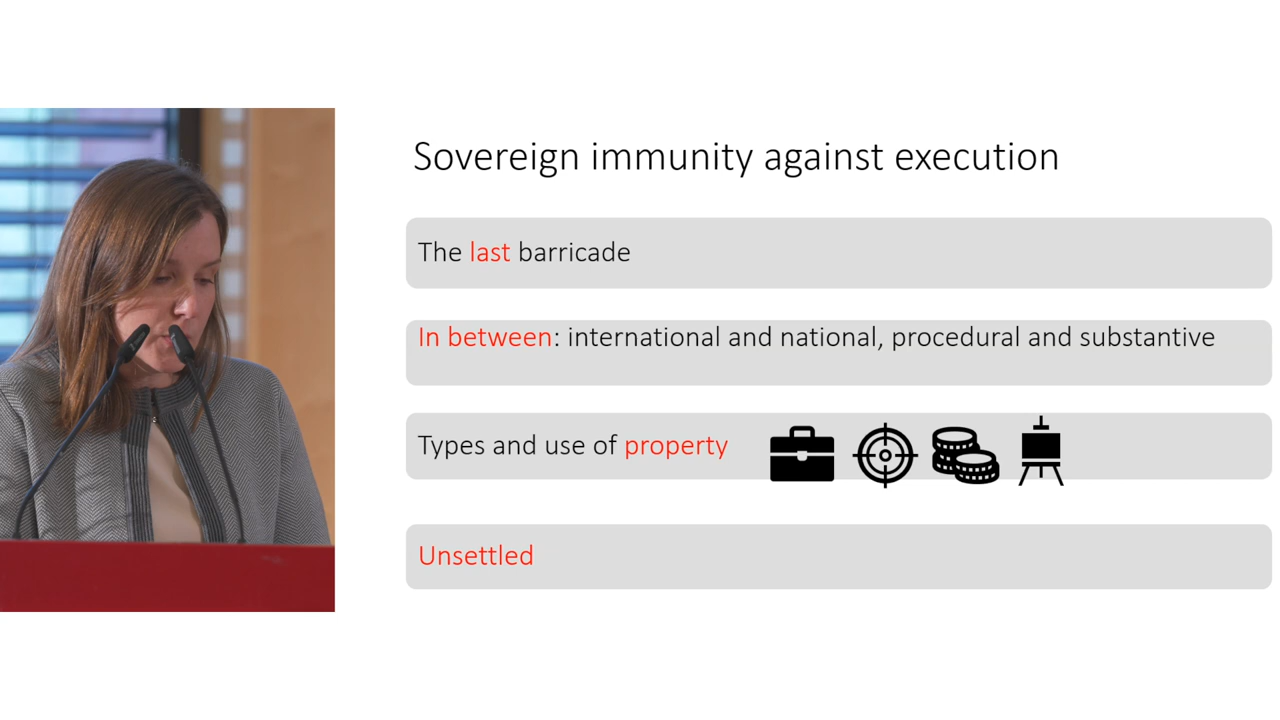 Sovereign immunity against execution
The last barricade
In between: international and national, procedural and substantive
Types and use of property
Unsettled